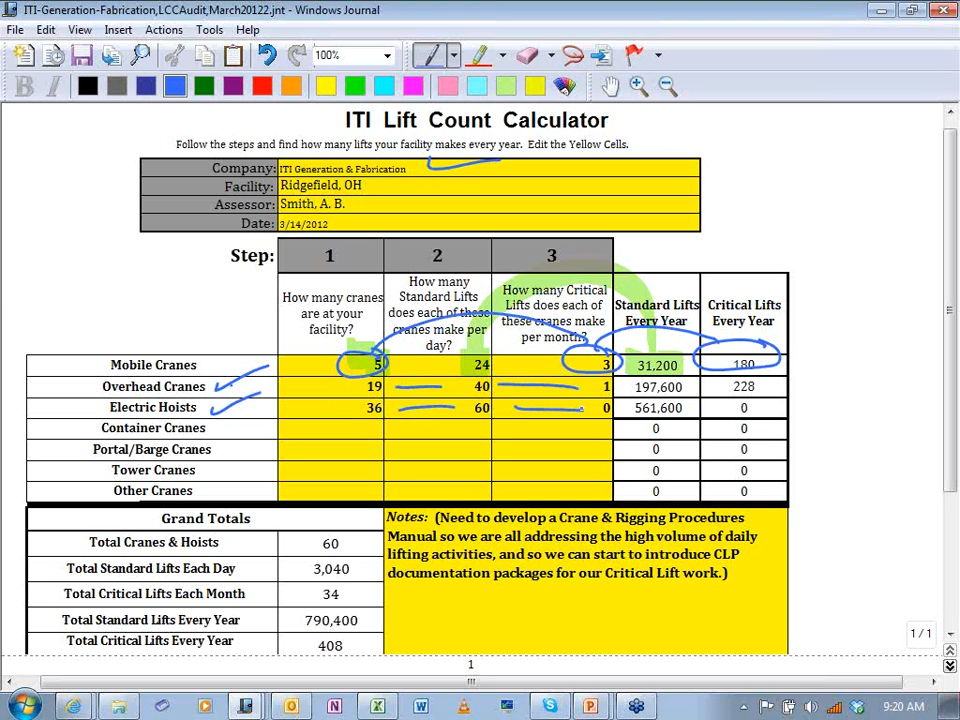 ITI-Generation-Fabrication,LCCAudit,March20122.jnt - Windows Journal
File Edit View Insert Actions Tools Help
100%
B I
ITI Lift Count Calculator
Follow the steps and find how many lifts your facility makes every year. Edit the Yellow Cells.
Company: ITI Generation & Fabrication
Facility: Ridgefield, OH
Assessor: Smith, A. B.
Date: 3/14/2012
Step: 1 2 3
How many cranes are at your facility?
How many Standard Lifts does each of these cranes make per day?
How many Critical Lifts does each of these cranes make per month?
Standard Lifts Every Year
Critical Lifts Every Year
Mobile Cranes 5 24 3 31,200 180
Overhead Cranes 19 40 1 197,600 228
Electric Hoists 36 60 0 561,600 0
Container Cranes 0 0
Portal/Barge Cranes 0 0
Tower Cranes 0 0
Other Cranes 0 0
Grand Totals
Total Cranes & Hoists 60
Total Standard Lifts Each Day 3,040
Total Critical Lifts Each Month 34
Total Standard Lifts Every Year 790,400
Total Critical Lifts Every Year 408
Notes: (Need to develop a Crane & Rigging Procedures
Manual so we are all addressing the high volume of daily
lifting activities, and so we can start to introduce CLP
documentation packages for our Critical Lift work.)
1 / 1
1
9:20 AM